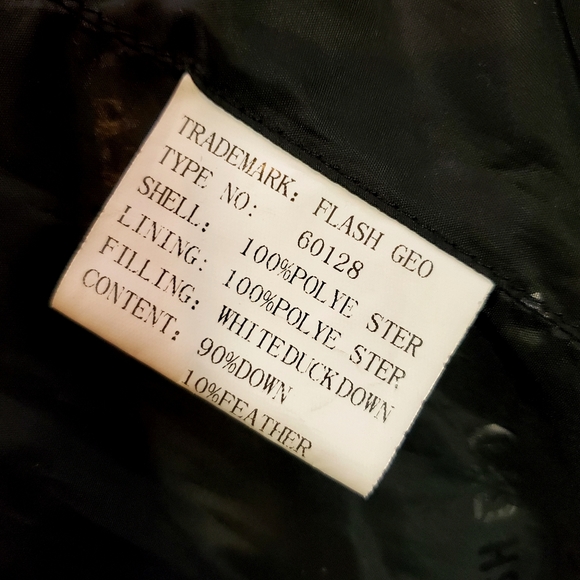 TRADEMARK: FLASH GEO
TYPE NO: 60128
SHELL: 100%POLYE STER
LINING: 100%POLYE STER
FILLING: WHITEDUCKDOWN
CONTENT: 90%DOWN
10%FEATHER